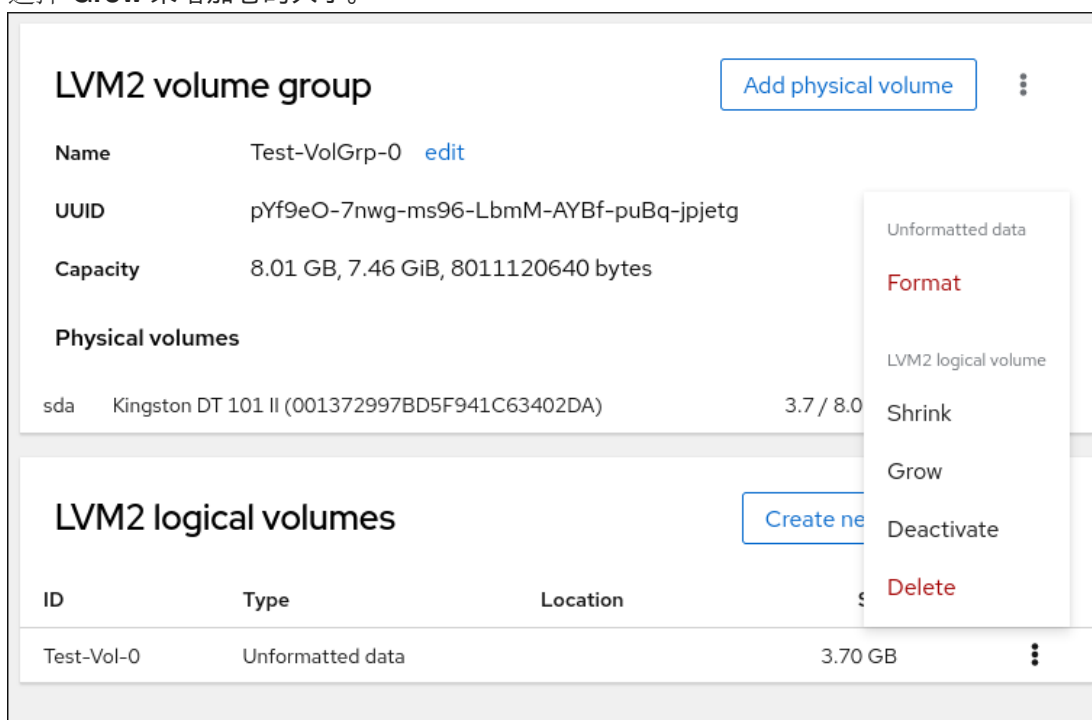 LVM2 volume group
Add physical volume
Name Test-VolGrp-0 edit
UUID pYf9eO-7nwg-ms96-LbmM-AYBf-puBq-jpjetg
Capacity 8.01 GB, 7.46 GiB, 8011120640 bytes
Physical volumes
sda Kingston DT 101 II (001372997BD5F941C63402DA) 3.7 / 8.0
Unformatted data
Format
LVM2 logical volume
Shrink
Grow
Deactivate
Delete
LVM2 logical volumes
Create ne
ID Type Location
Test-Vol-0 Unformatted data 3.70 GB